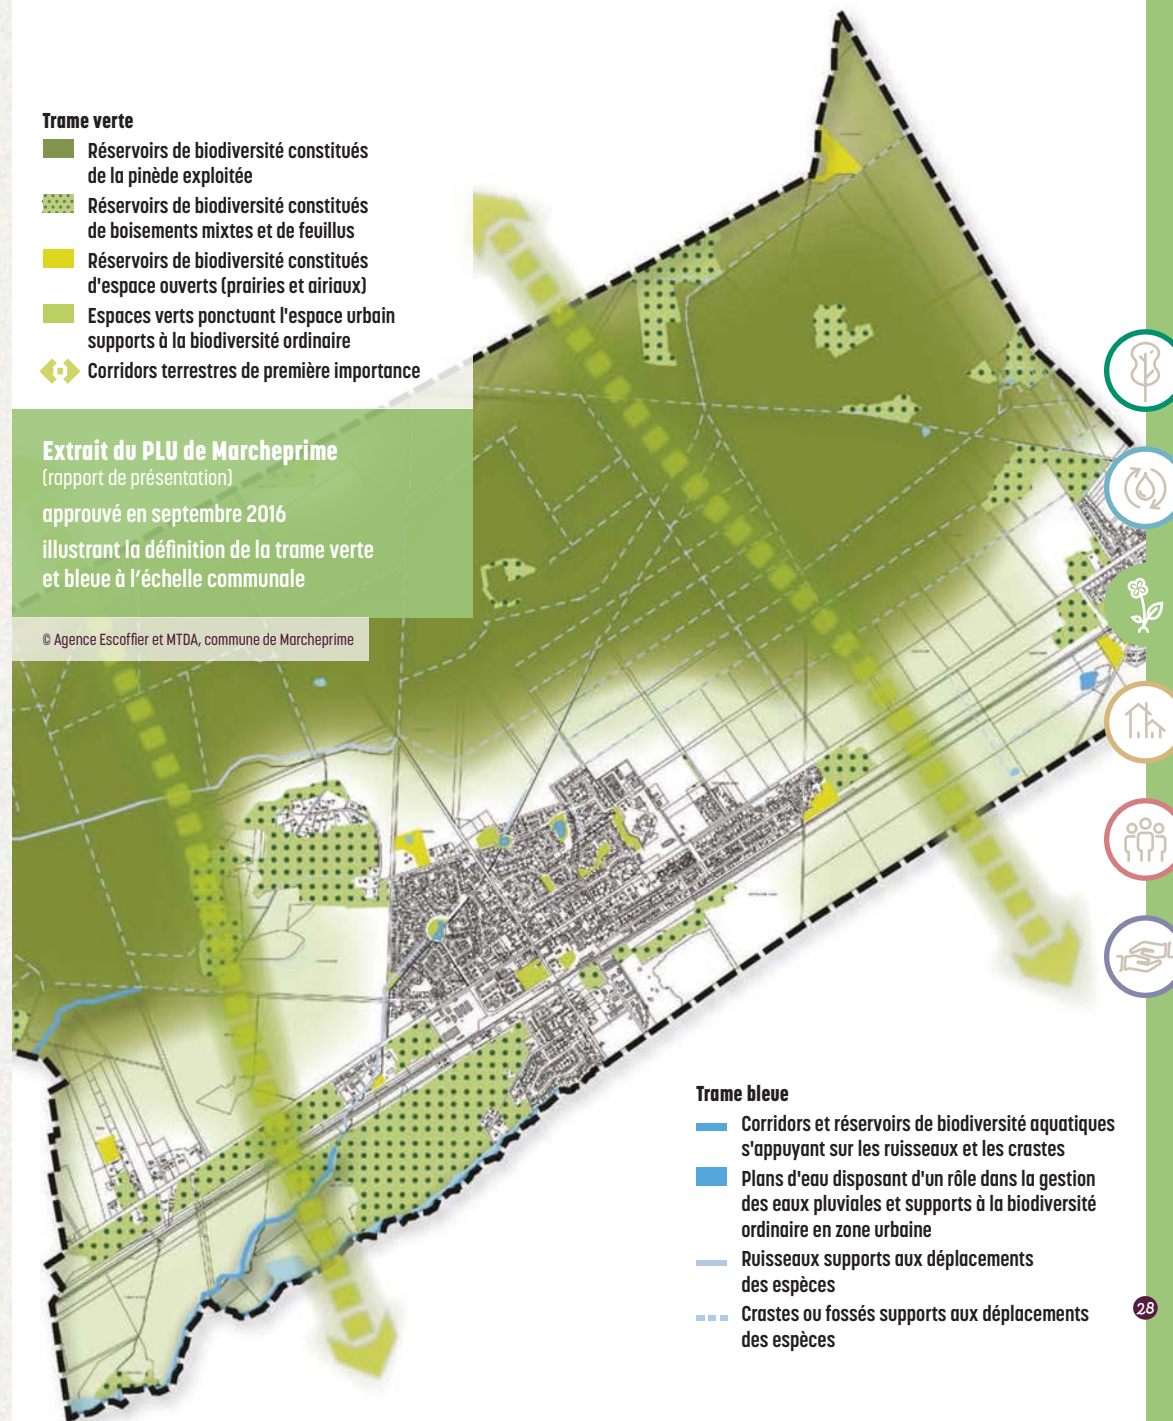 Trame verte
Réservoirs de biodiversité constitués
de la pinède exploitée
Réservoirs de biodiversité constitués
de boisements mixtes et de feuillus
Réservoirs de biodiversité constitués
d'espace ouverts (prairies et airiaux)
Espaces verts ponctuant l'espace urbain
supports à la biodiversité ordinaire
Corridors terrestres de première importance
Extrait du PLU de Marcheprime
(rapport de présentation)
approuvé en septembre 2016
illustrant la définition de la trame verte
et bleue à l’échelle communale
© Agence Escoffier et MTDA, commune de Marcheprime
Trame bleue
Corridors et réservoirs de biodiversité aquatiques
s'appuyant sur les ruisseaux et les crastes
Plans d'eau disposant d'un rôle dans la gestion
des eaux pluviales et supports à la biodiversité
ordinaire en zone urbaine
Ruisseaux supports aux déplacements
des espèces
Crastes ou fossés supports aux déplacements
des espèces
28